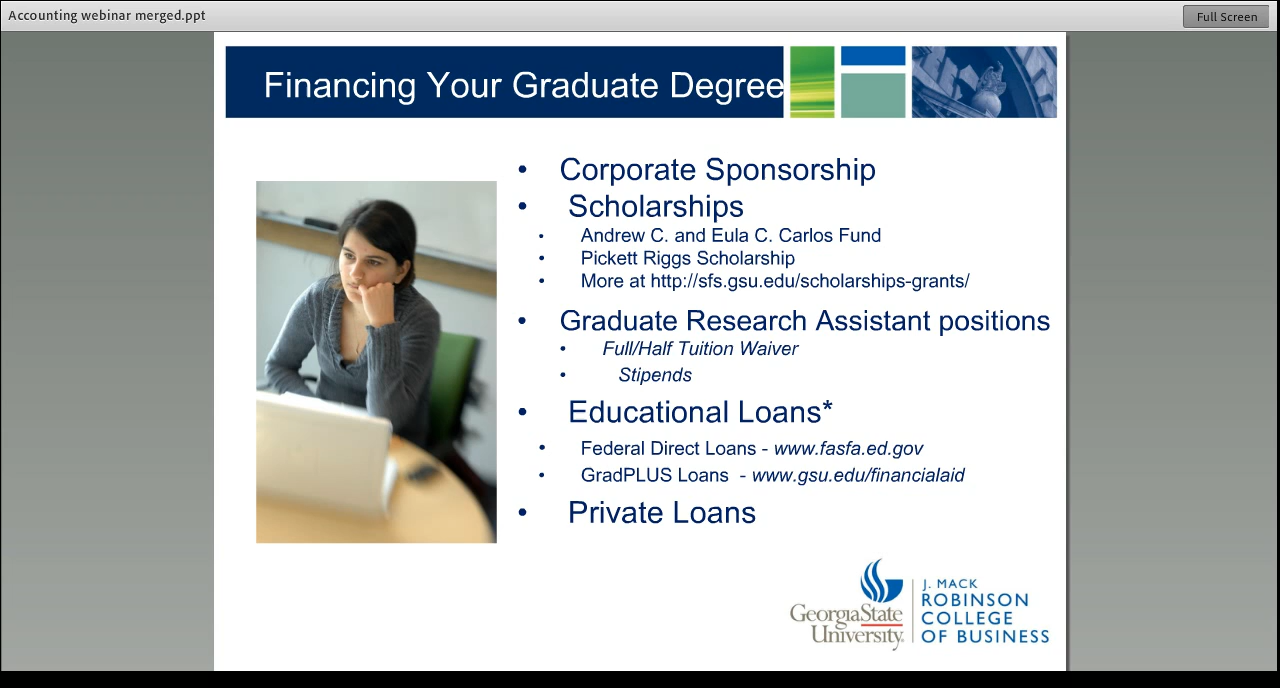 Accounting webinar merged.ppt
Full Screen
Financing Your Graduate Degree
• Corporate Sponsorship
• Scholarships
• Andrew C. and Eula C. Carlos Fund
• Pickett Riggs Scholarship
• More at http://sfs.gsu.edu/scholarships-grants/
• Graduate Research Assistant positions
• Full/Half Tuition Waiver
• Stipends
• Educational Loans*
• Federal Direct Loans - www.fasfa.ed.gov
• GradPLUS Loans - www.gsu.edu/financialaid
• Private Loans
GeorgiaState
University.
J. MACK
ROBINSON
COLLEGE
OF BUSINESS